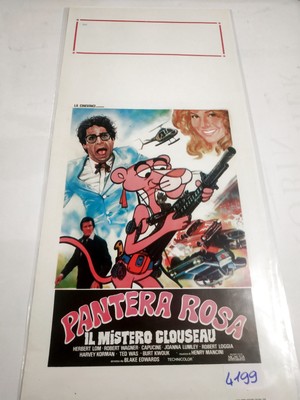 PANTERA ROSA
IL MISTERO CLOUSEAU
HERBERT LOM · ROBERT WAGNER · CAPUCINE · JOANNA LUMLEY · ROBERT LOGGIA
HARVEY KORMAN · TED WASS · BURT KWOUK
HENRY MANCINI
BLAKE EDWARDS
TECHNICOLOR
4199